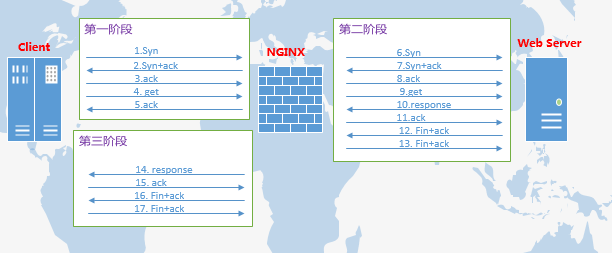 Client
第一阶段
1.Syn
2.Syn+ack
3.ack
4. get
5.ack
NGINX
第二阶段
6.Syn
7.Syn+ack
8.ack
9.get
10.response
11.ack
12. Fin+ack
13. Fin+ack
Web Server
第三阶段
14. response
15. ack
16. Fin+ack
17. Fin+ack